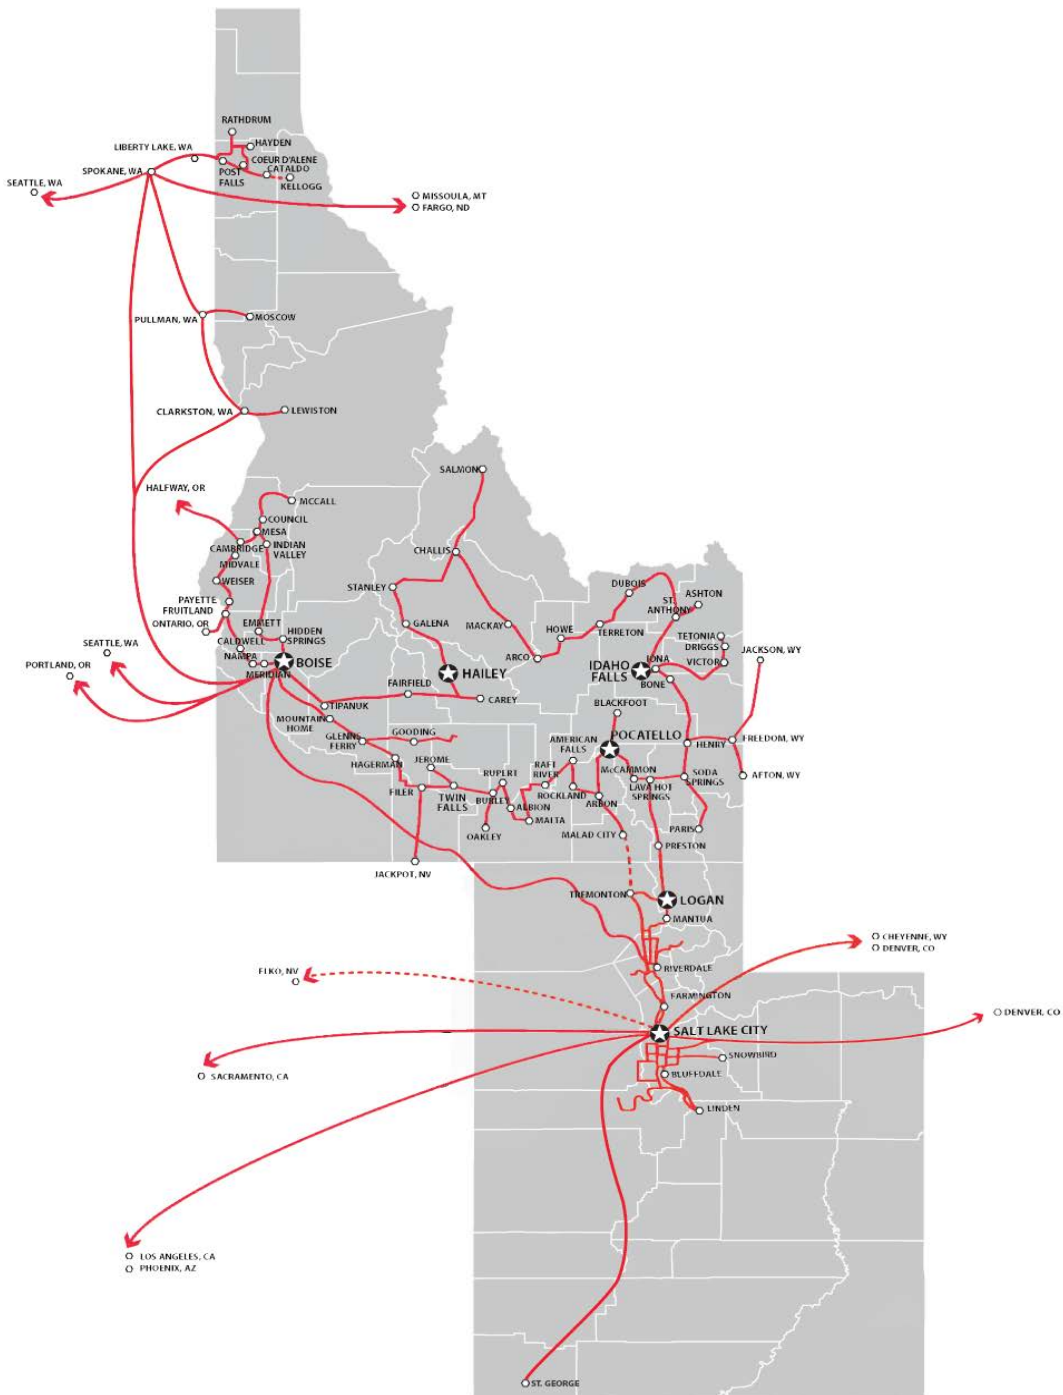 RATHDRUM
HAYDEN
LIBERTY LAKE, WA
COEUR D'ALENE
SPOKANE, WA
POST
FALLS
CATALDO
KELLOGG
SEATTLE, WA
MISSOULA, MT
FARGO, ND
PULLMAN, WA
MOSCOW
CLARKSTON, WA
LEWISTON
SALMON
HALFWAY, OR
MCCALL
COUNCIL
MESA
CAMBRIDGE
INDIAN
VALLEY
MIDVALE
CHALLIS
WEISER
STANLEY
DUBOIS
ASHTON
ST.
ANTHONY
PAYETTE
FRUITLAND
ONTARIO, OR
EMMETT
HIDDEN
SPRINGS
GALENA
MACKAY
HOWE
TERRETON
TETONIA
DRIGGS
VICTOR
JACKSON, WY
SEATTLE, WA
CALDWELL
NAMPA
MERIDIAN
BOISE
PORTLAND, OR
HAILEY
ARCO
IDAHO
FALLS
IONA
BONE
FAIRFIELD
CAREY
TIPANUK
BLACKFOOT
MOUNTAIN
HOME
GLENNS
FERRY
GOODING
AMERICAN
FALLS
POCATELLO
HENRY
FREEDOM, WY
HAGERMAN
JEROME
RUPERT
RAFT
RIVER
MCCAMMON
LAVA HOT
SPRINGS
SODA
SPRINGS
AFTON, WY
FILER
TWIN
FALLS
BURLEY
ROCKLAND
ARBON
ALBION
MALTA
OAKLEY
MALAD CITY
PARIS
PRESTON
JACKPOT, NV
TREMONTON
LOGAN
MANTUA
CHEYENNE, WY
DENVER, CO
ELKO, NV
RIVERDALE
FARMINGTON
DENVER, CO
SALT LAKE CITY
SNOWBIRD
SACRAMENTO, CA
BLUFFDALE
LINDEN
LOS ANGELES, CA
PHOENIX, AZ
ST. GEORGE